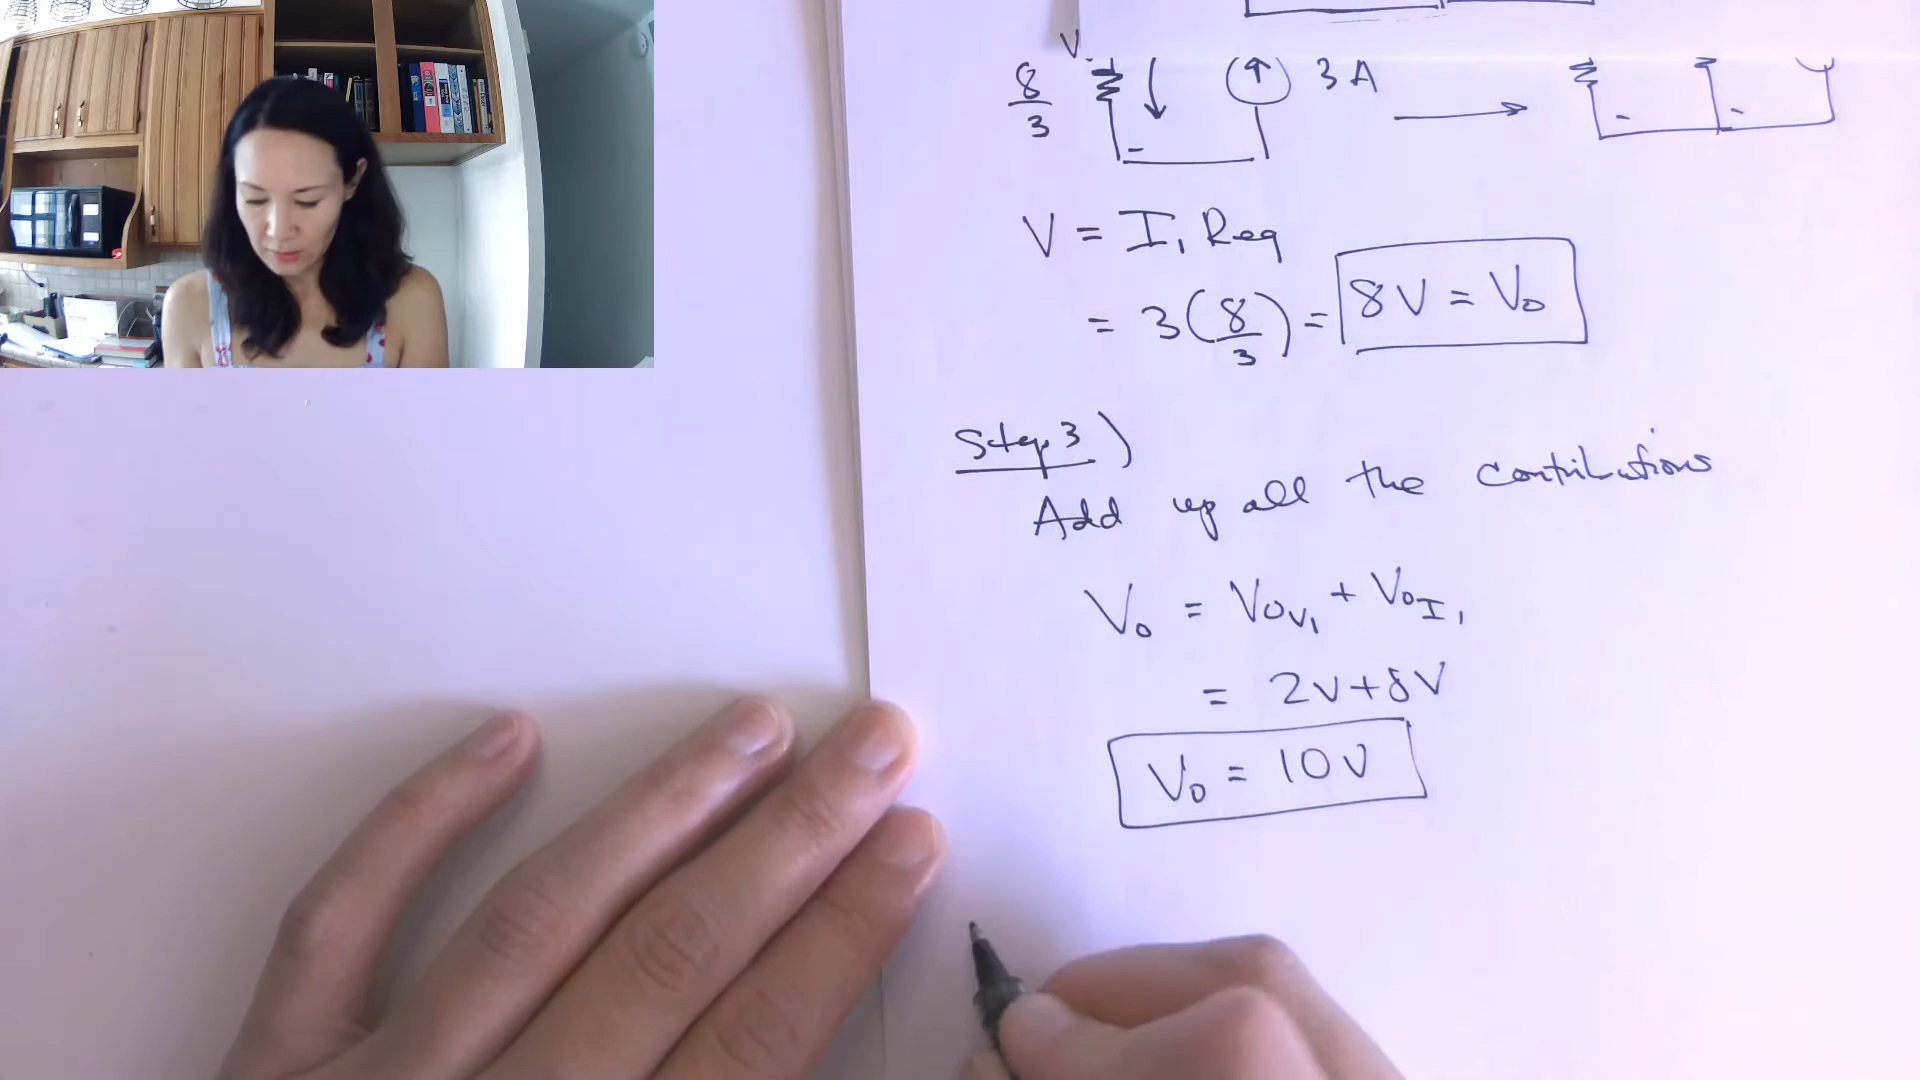 V
8/3 3 A
V = I₁ Req
= 3(8/3) = 8V = V₀
Step 3)
Add up all the contributions
V₀ = V₀V₁ + V₀I₁
= 2V + 8V
V₀ = 10V